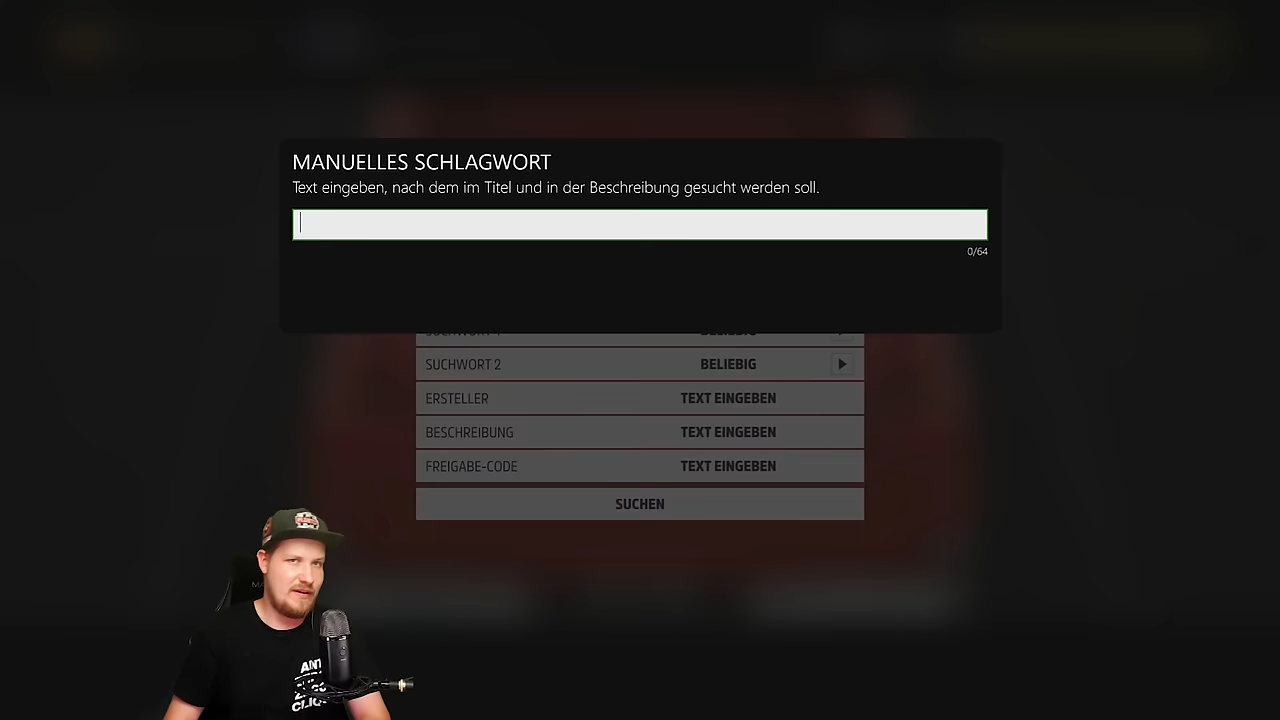 MANUELLES SCHLAGWORT
Text eingeben, nach dem im Titel und in der Beschreibung gesucht werden soll.
0/64
SUCHWORT 2 BELIEBIG
ERSTELLER TEXT EINGEBEN
BESCHREIBUNG TEXT EINGEBEN
FREIGABE-CODE TEXT EINGEBEN
SUCHEN